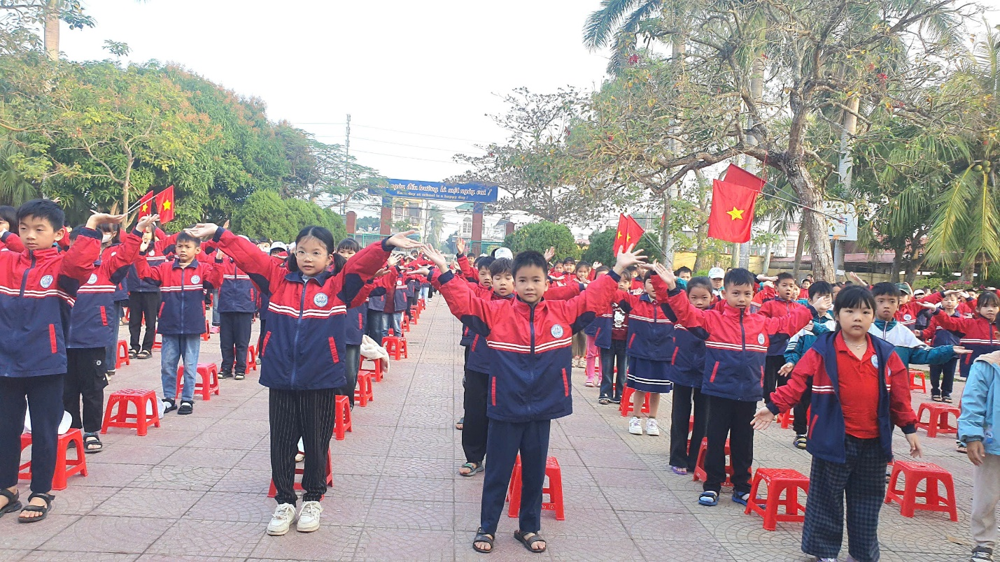 ngày đến trường là một ngày vui !
Each day at school is a happy day !